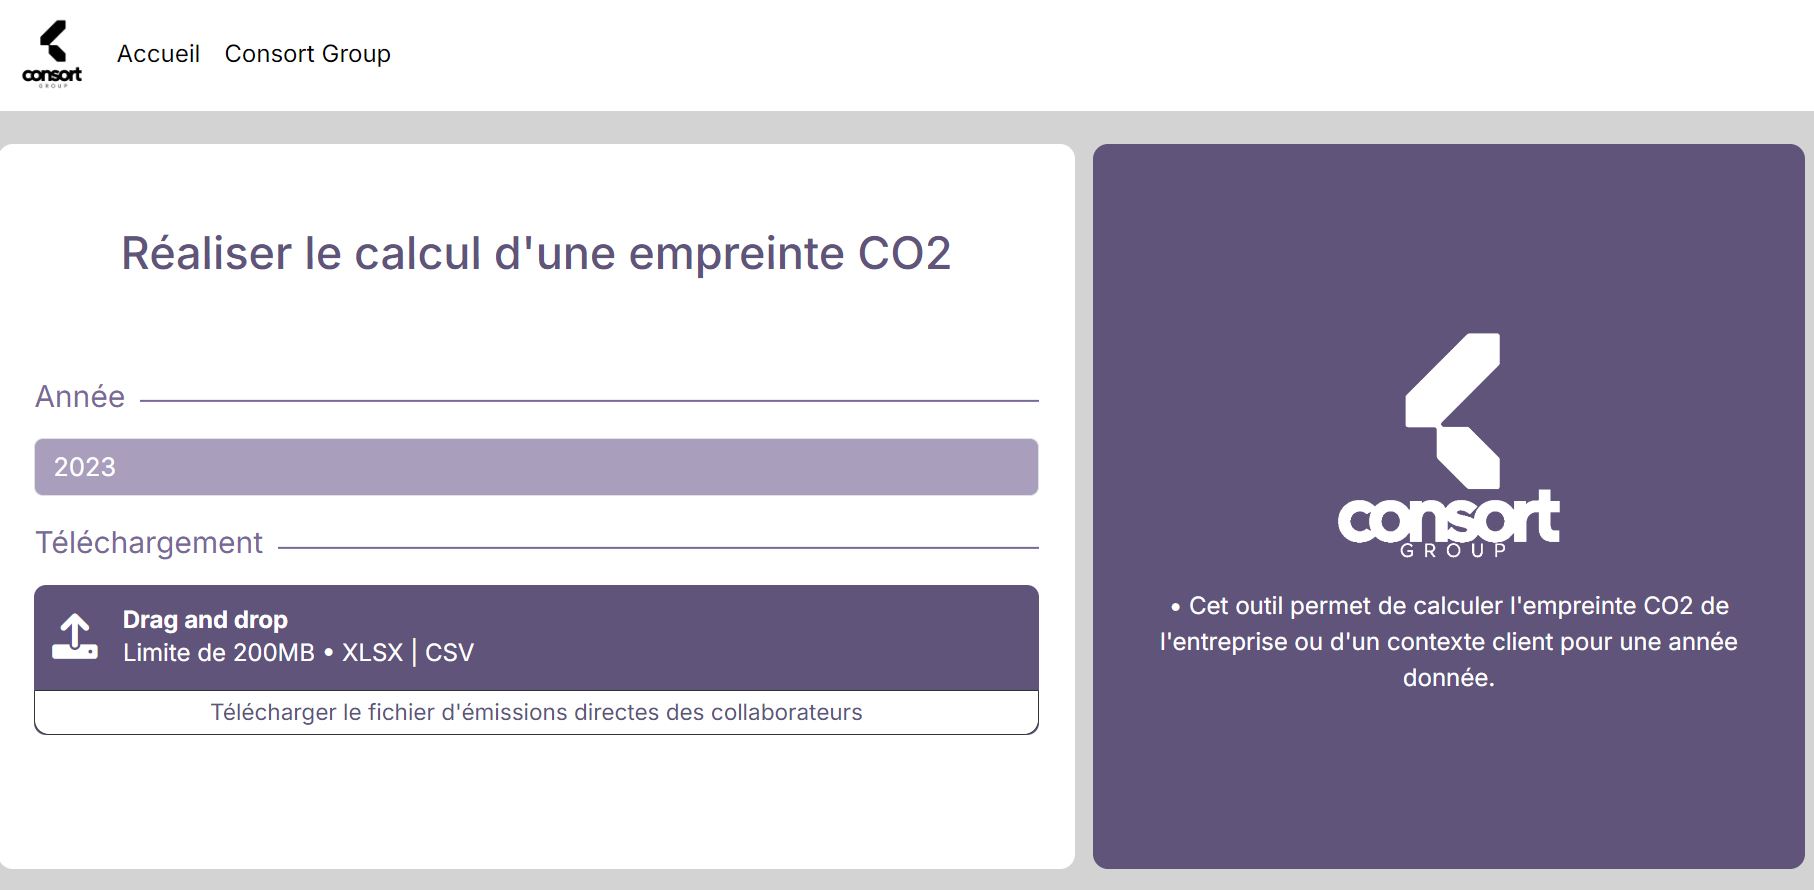 consort
GROUP
Accueil
Consort Group
Réaliser le calcul d'une empreinte CO2
Année
2023
Téléchargement
Drag and drop
Limite de 200MB • XLSX | CSV
Télécharger le fichier d'émissions directes des collaborateurs
consort
GROUP
• Cet outil permet de calculer l'empreinte CO2 de
l'entreprise ou d'un contexte client pour une année
donnée.